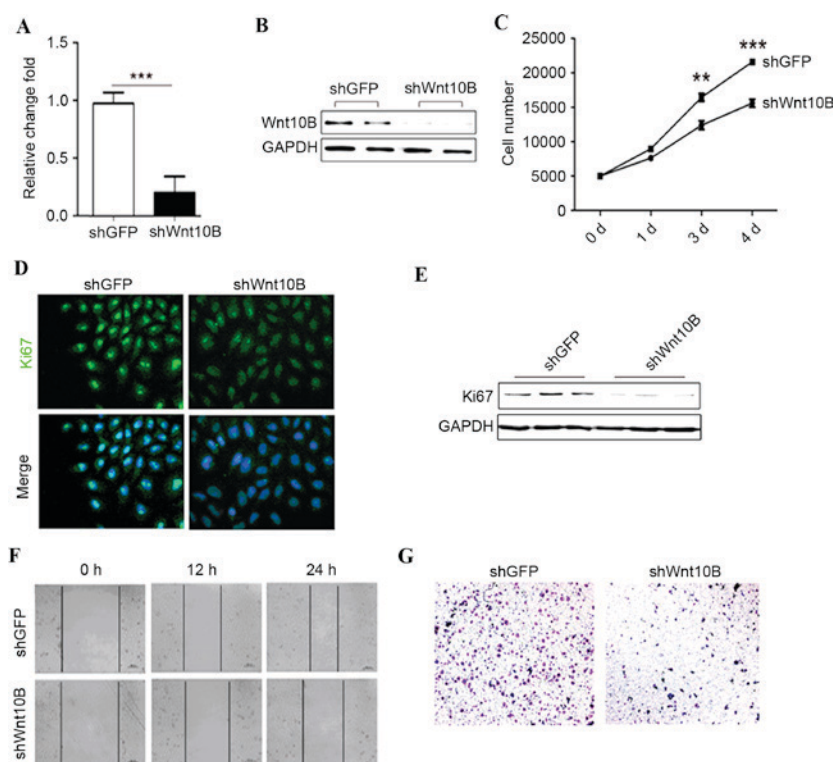 A
Relative change fold
1.5
1.0
0.5
0.0
***
shGFP
shWnt10B
B
shGFP
shWnt10B
Wnt10B
GAPDH
C
Cell number
25000
20000
15000
10000
5000
0
**
***
shGFP
shWnt10B
0 d
1 d
3 d
4 d
D
shGFP
shWnt10B
Ki67
Merge
E
shGFP
shWnt10B
Ki67
GAPDH
F
0 h
12 h
24 h
shGFP
shWnt10B
G
shGFP
shWnt10B